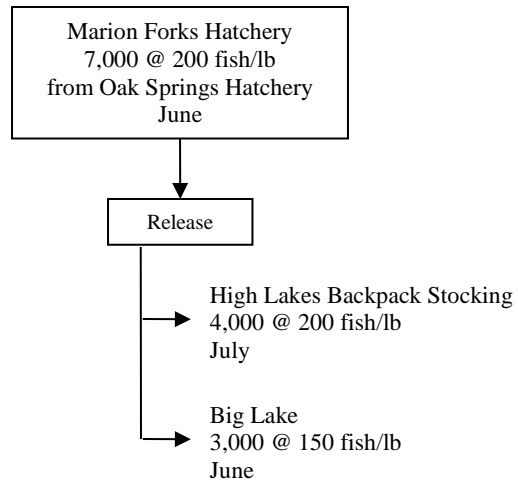 Marion Forks Hatchery
7,000 @ 200 fish/lb
from Oak Springs Hatchery
June
Release
High Lakes Backpack Stocking
4,000 @ 200 fish/lb
July
Big Lake
3,000 @ 150 fish/lb
June